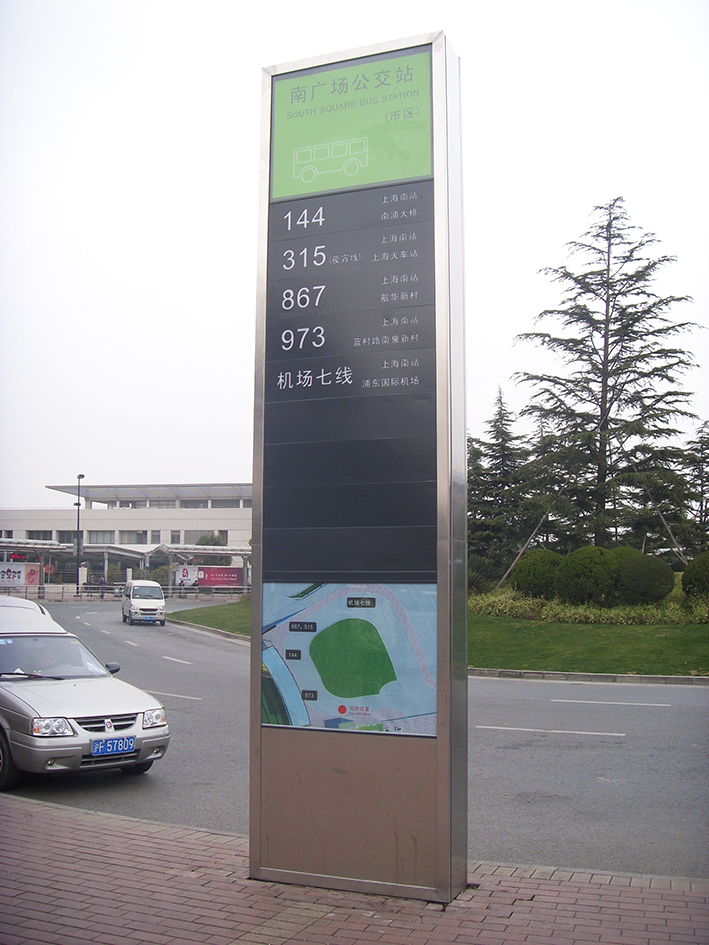 南广场公交站
SOUTH SQUARE BUS STATION
(市区)
144 上海南站
南浦大桥
315 (夜宵线) 上海南站
上海火车站
867 上海南站
航华新村
973 上海南站
蓝村路南泉新村
机场七线 上海南站
浦东国际机场
机场七线
867, 315
144
973
沪F 57809